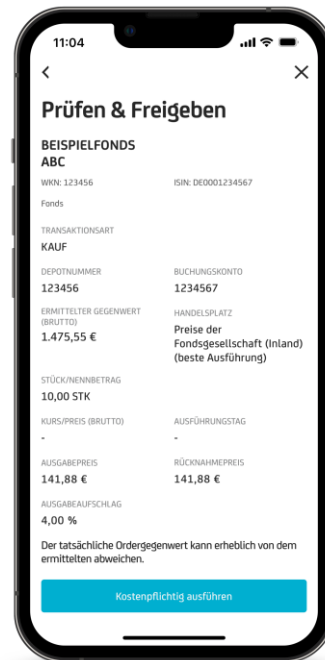 11:04
Prüfen & Freigeben
BEISPIELFONDS
ABC
WKN: 123456 ISIN: DE0001234567
Fonds
TRANSAKTIONSART
KAUF
DEPOTNUMMER BUCHUNGSKONTO
123456 1234567
ERMITTELTER GEGENWERT
(BRUTTO)
1.475,55 €
HANDELSPLATZ
Preise der
Fondsgesellschaft (Inland)
(beste Ausführung)
STÜCK/NENNBETRAG
10,00 STK
KURS/PREIS (BRUTTO) AUSFÜHRUNGSTAG
- -
AUSGABEPREIS RÜCKNAHMEPREIS
141,88 € 141,88 €
AUSGABEAUFSCHLAG
4,00 %
Der tatsächliche Ordergegenwert kann erheblich von dem
ermittelten abweichen.
Kostenpflichtig ausführen